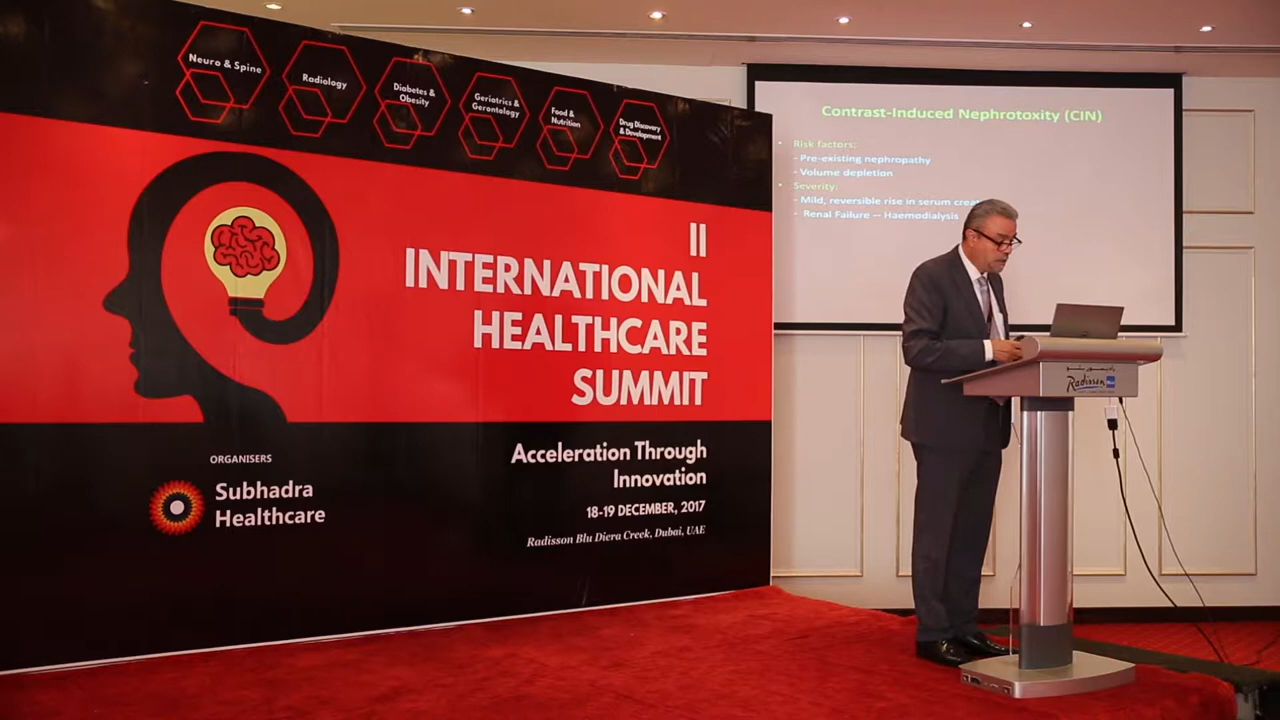 Neuro & Spine
Radiology
Diabetes &
Obesity
Geriatrics &
Gerontology
Food &
Nutrition
Drug Discovery
& Development
II
INTERNATIONAL
HEALTHCARE
SUMMIT
Acceleration Through
Innovation
18-19 DECEMBER, 2017
Radisson Blu Diera Creek, Dubai, UAE
ORGANISERS
Subhadra
Healthcare
Contrast-Induced Nephrotoxity (CIN)
• Risk factors:
- Pre-existing nephropathy
- Volume depletion
• Severity:
- Mild, reversible rise in serum
- Renal Failure -- Haemodialysis
Radisson